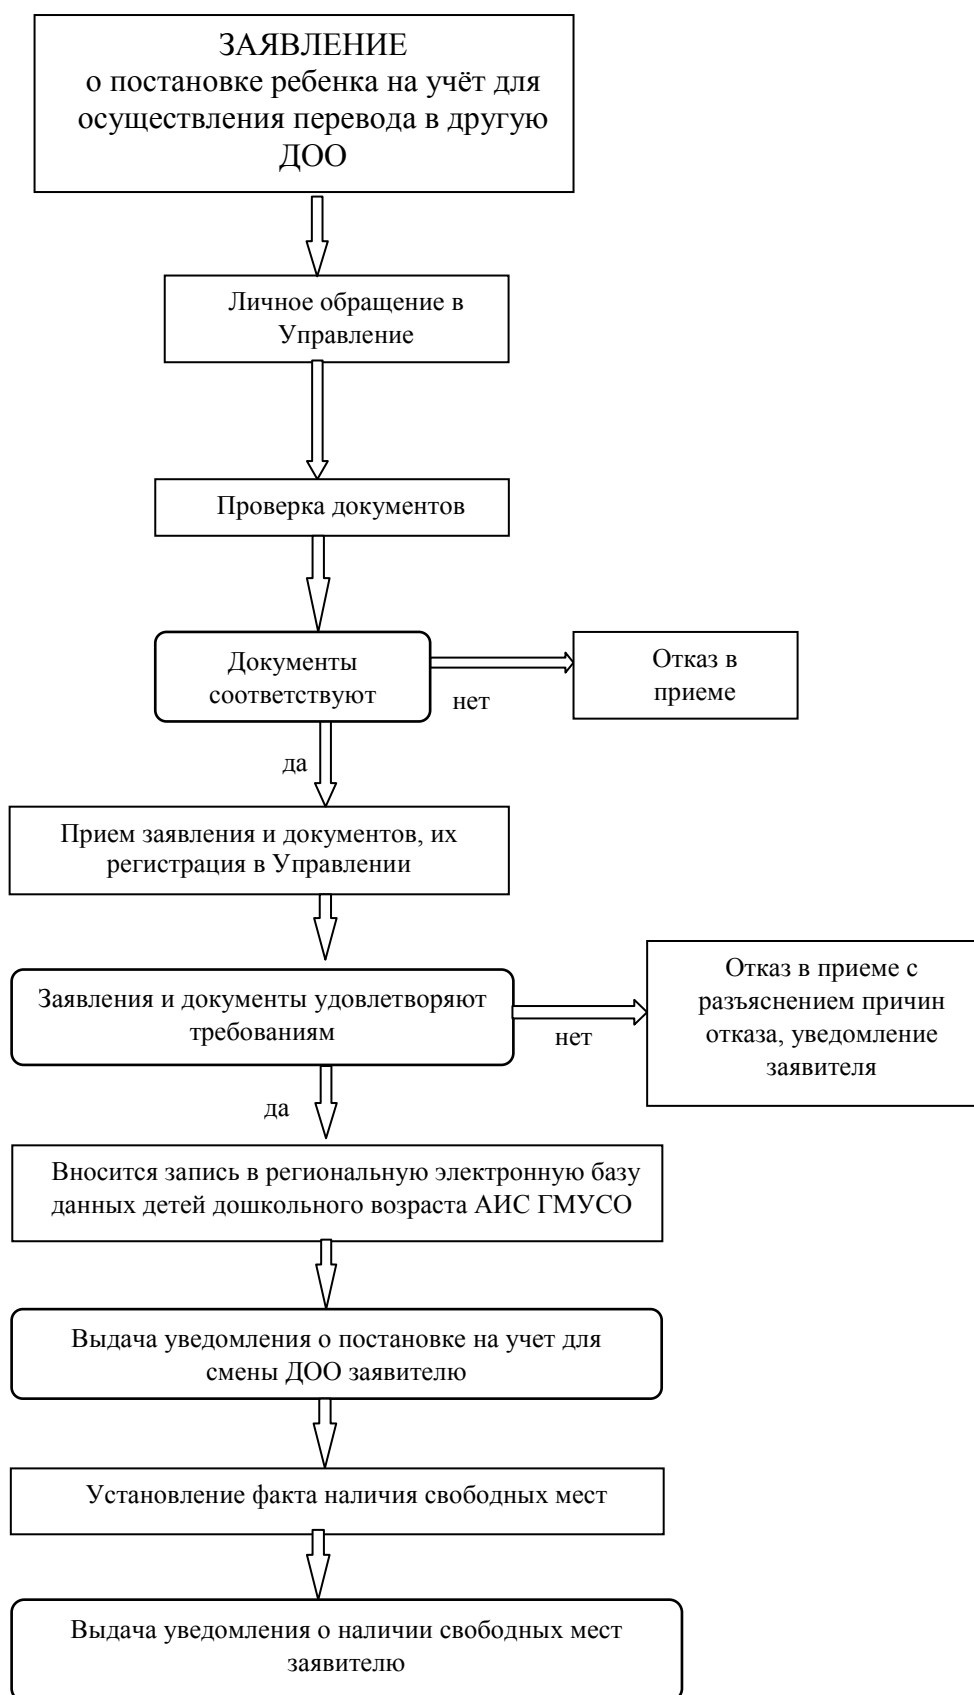 ЗАЯВЛЕНИЕ
о постановке ребенка на учёт для
осуществления перевода в другую
ДОО
Личное обращение в
Управление
Проверка документов
Документы
соответствуют
нет
Отказ в
приеме
да
Прием заявления и документов, их
регистрация в Управлении
Заявления и документы удовлетворяют
требованиям
нет
Отказ в приеме с
разъяснением причин
отказа, уведомление
заявителя
да
Вносится запись в региональную электронную базу
данных детей дошкольного возраста АИС ГМУСО
Выдача уведомления о постановке на учет для
смены ДОО заявителю
Установление факта наличия свободных мест
Выдача уведомления о наличии свободных мест
заявителю